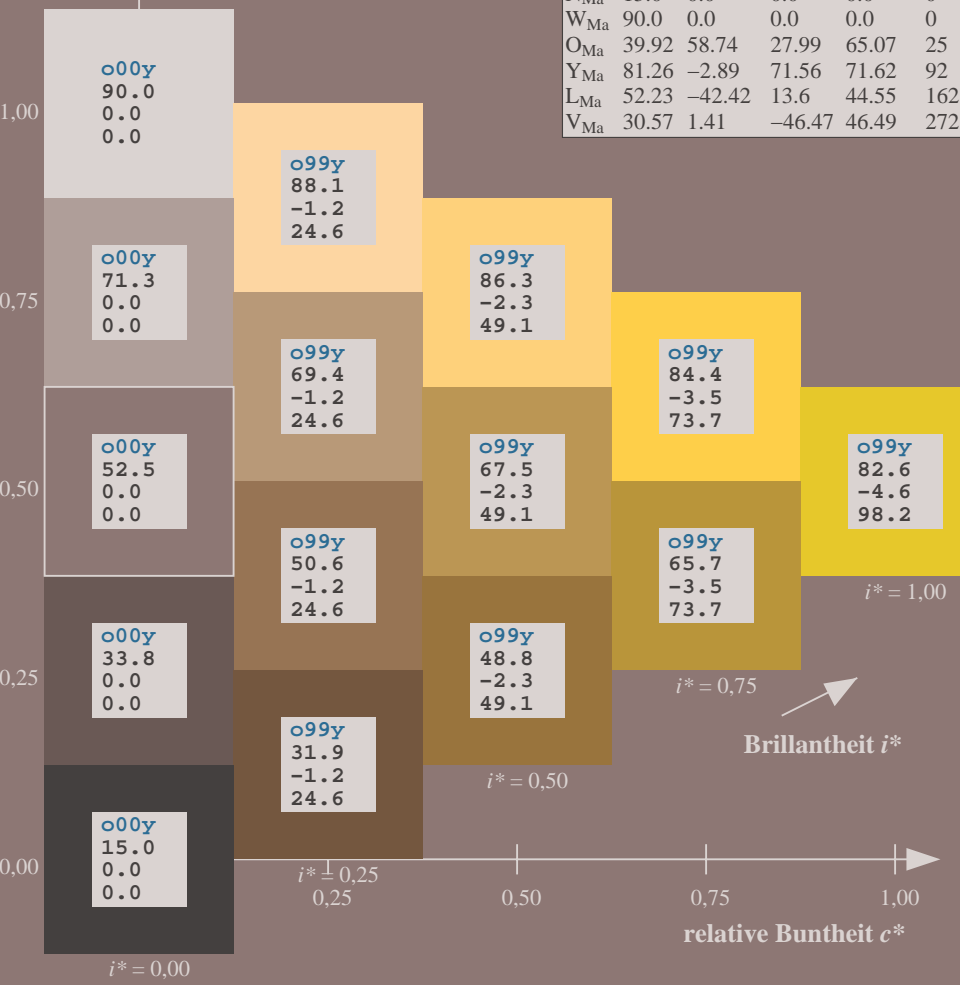 W_Ma 90.0 0.0 0.0 0.0 0
O_Ma 39.92 58.74 27.99 65.07 25
Y_Ma 81.26 −2.89 71.56 71.62 92
L_Ma 52.23 −42.42 13.6 44.55 162
V_Ma 30.57 1.41 −46.47 46.49 272
o00y
90.0
0.0
0.0
1,00
o99y
88.1
−1.2
24.6
o00y
71.3
0.0
0.0
o99y
86.3
−2.3
49.1
0,75
o99y
69.4
−1.2
24.6
o99y
84.4
−3.5
73.7
o00y
52.5
0.0
0.0
o99y
67.5
−2.3
49.1
o99y
82.6
−4.6
98.2
0,50
o99y
50.6
−1.2
24.6
o99y
65.7
−3.5
73.7
i* = 1,00
o00y
33.8
0.0
0.0
o99y
48.8
−2.3
49.1
0,25
i* = 0,75
o99y
31.9
−1.2
24.6
Brillantheit i*
i* = 0,50
o00y
15.0
0.0
0.0
0,00
i* = 0,25
0,25 0,50 0,75 1,00
relative Buntheit c*
i* = 0,00